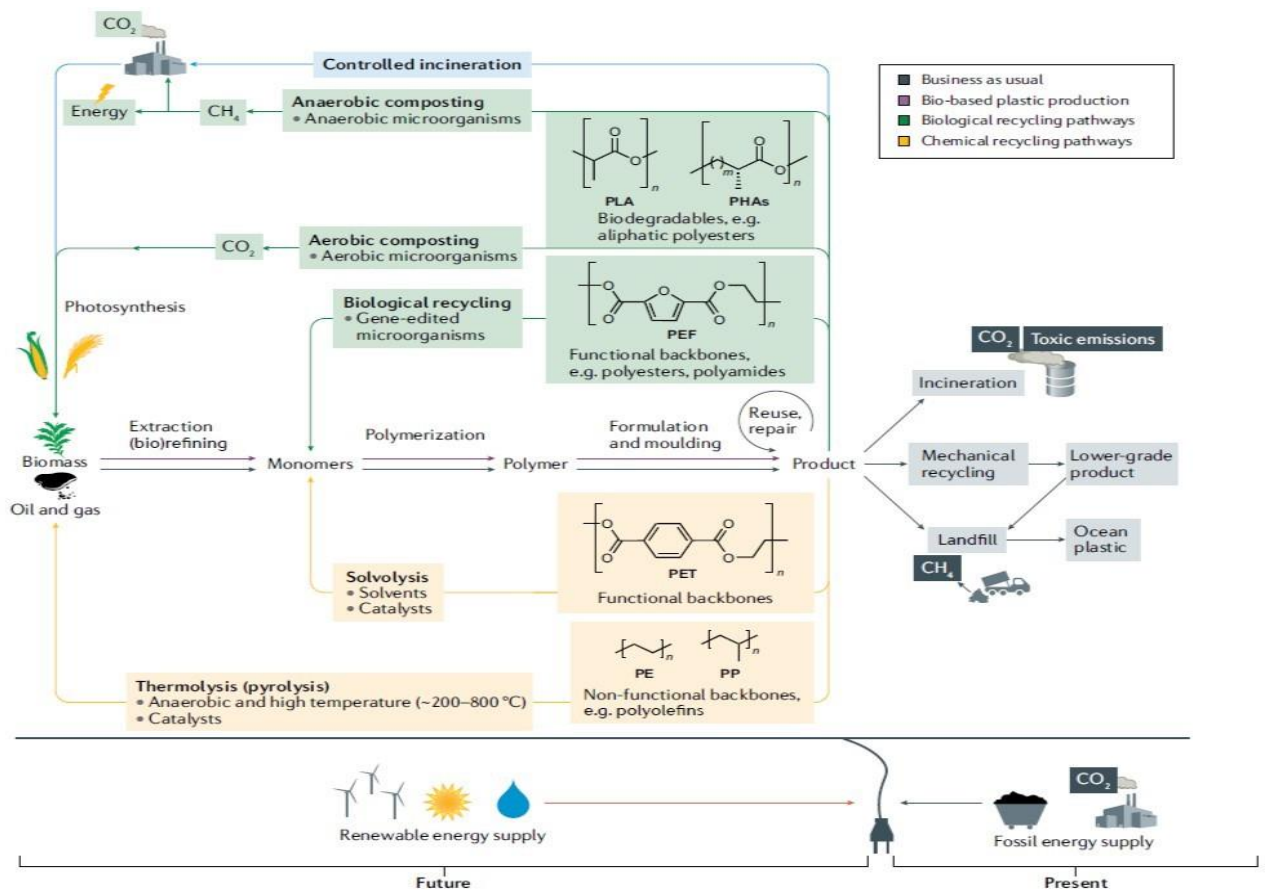 CO₂
Controlled incineration
Energy
CH₄
Anaerobic composting
• Anaerobic microorganisms
Business as usual
Bio-based plastic production
Biological recycling pathways
Chemical recycling pathways
O
O
n
PLA
m
O
O
n
PHAs
Biodegradables, e.g.
aliphatic polyesters
CO₂
Aerobic composting
• Aerobic microorganisms
Photosynthesis
Biological recycling
• Gene-edited
microorganisms
O
O
O
O
O
n
PEF
Functional backbones,
e.g. polyesters, polyamides
CO₂
Toxic emissions
Incineration
Extraction
(bio)refining
Polymerization
Formulation
and moulding
Reuse,
repair
Biomass
Monomers
Polymer
Product
Mechanical
recycling
Lower-grade
product
Oil and gas
Landfill
Ocean
plastic
CH₄
O
O
O
O
n
PET
Functional backbones
Solvolysis
• Solvents
• Catalysts
n
PE
n
PP
Non-functional backbones,
e.g. polyolefins
Thermolysis (pyrolysis)
• Anaerobic and high temperature (~200–800 °C)
• Catalysts
Renewable energy supply
CO₂
Fossil energy supply
Future
Present